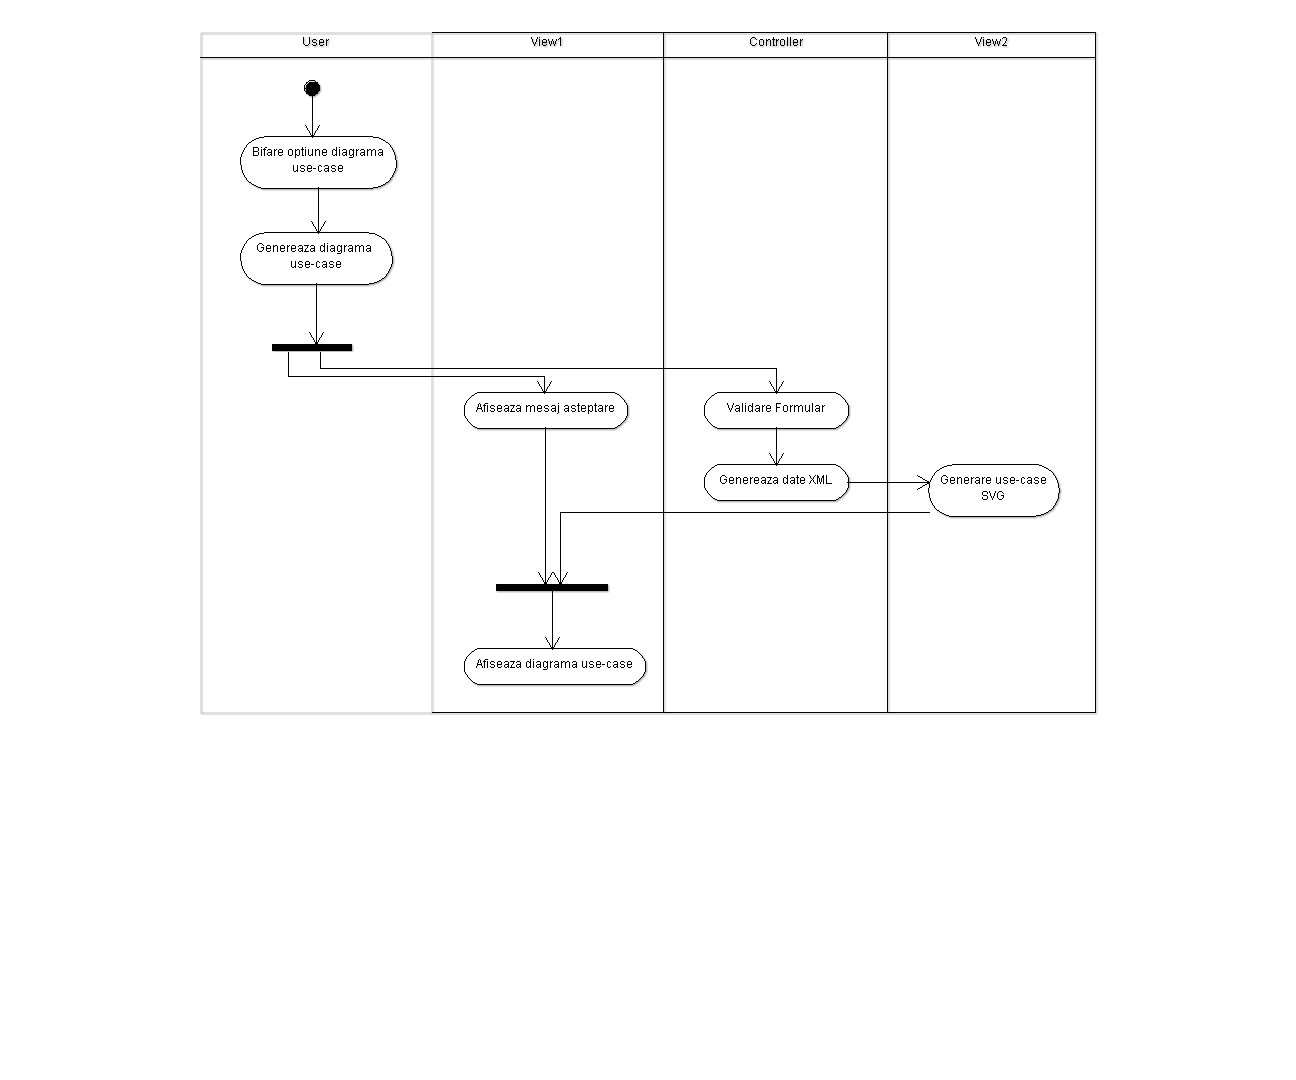 User
View1
Controller
View2
Bifare optiune diagrama
use-case
Genereaza diagrama
use-case
Afiseaza mesaj asteptare
Validare Formular
Genereaza date XML
Generare use-case
SVG
Afiseaza diagrama use-case